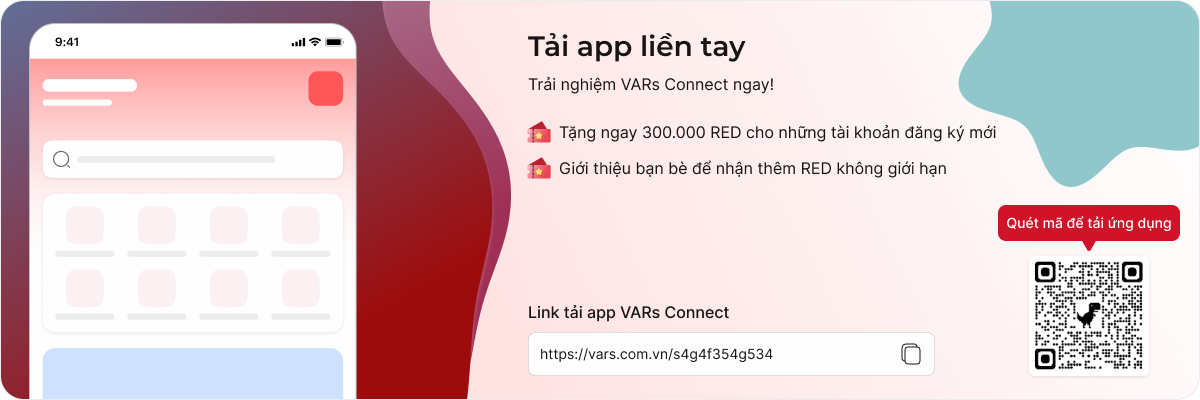 9:41
Tải app liền tay
Trải nghiệm VARs Connect ngay!
Tặng ngay 300.000 RED cho những tài khoản đăng ký mới
Giới thiệu bạn bè để nhận thêm RED không giới hạn
Quét mã để tải ứng dụng
Link tải app VARs Connect
https://vars.com.vn/s4g4f354g534